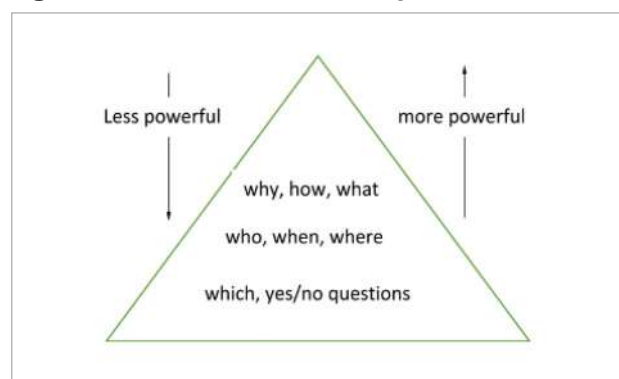 Less powerful
more powerful
why, how, what
who, when, where
which, yes/no questions